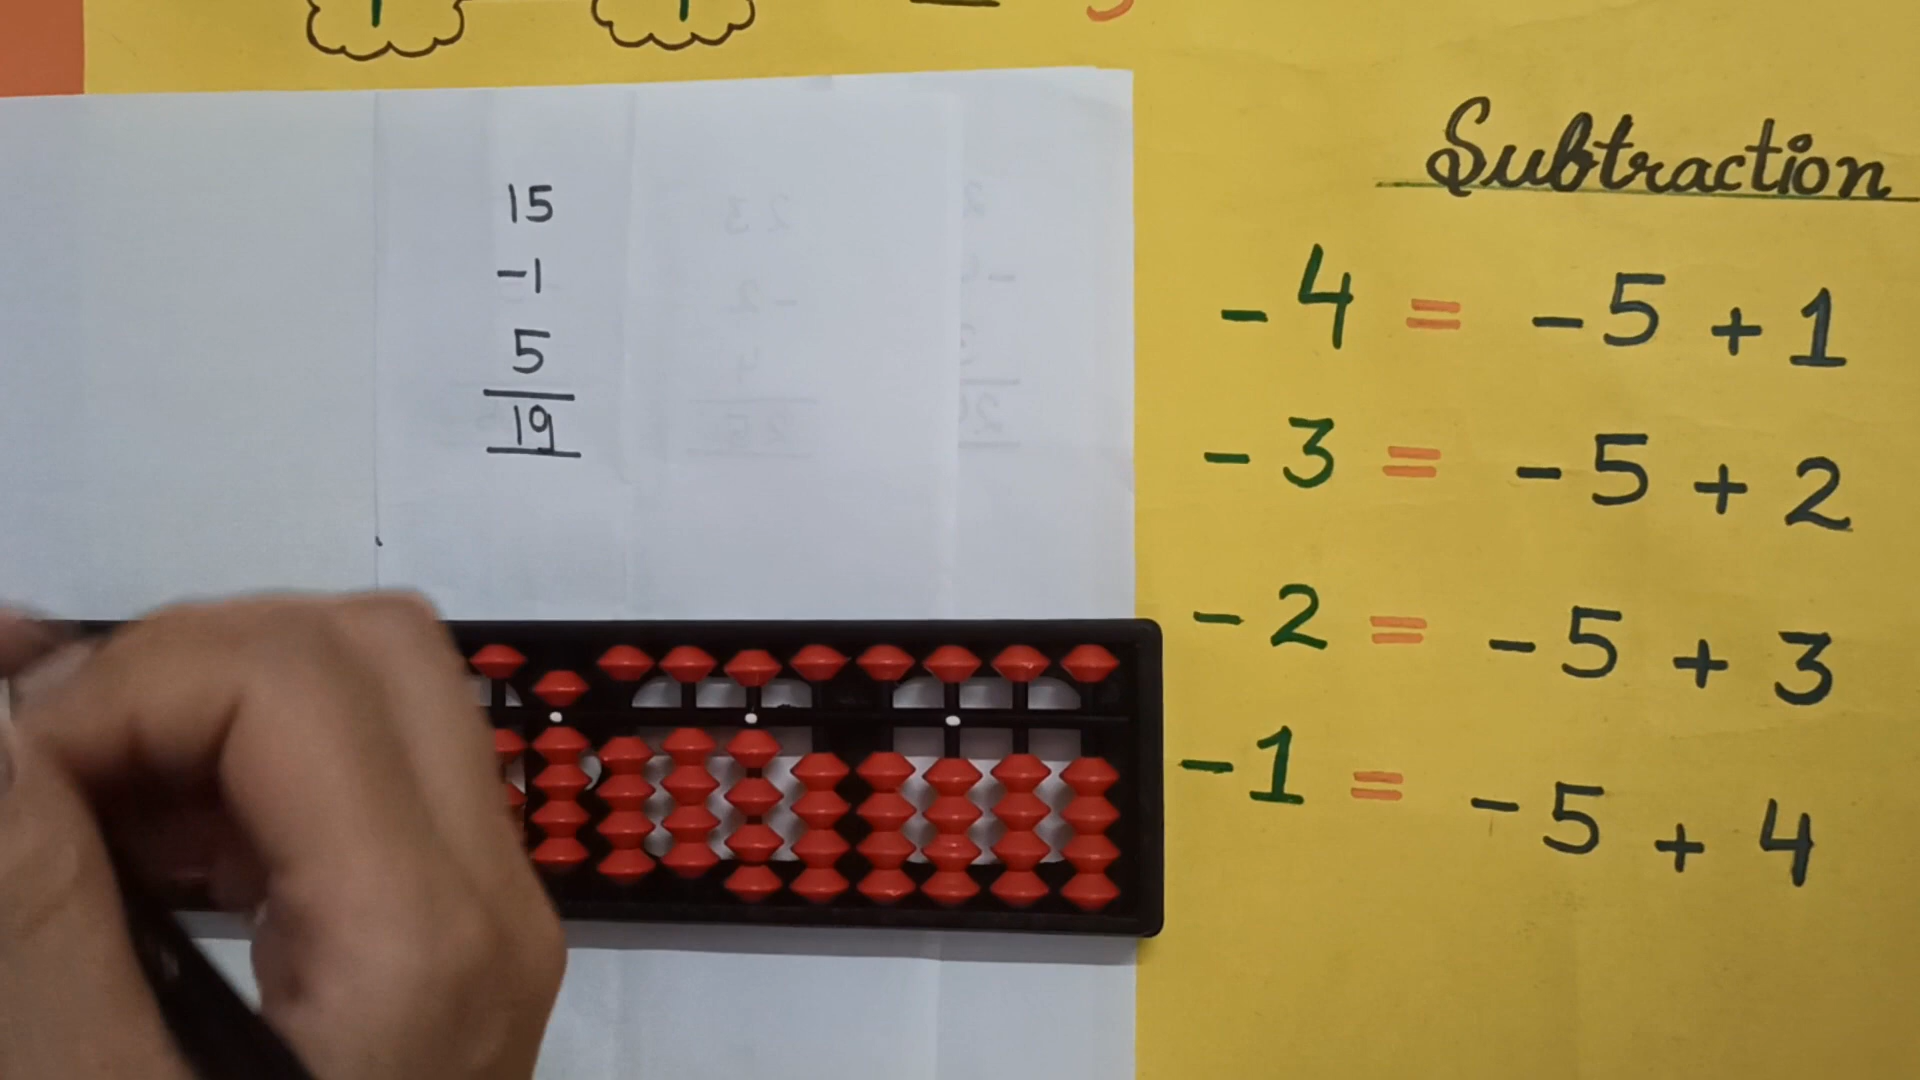 15
-1
5
19
Subtraction
-4 = -5 + 1
-3 = -5 + 2
-2 = -5 + 3
-1 = -5 + 4